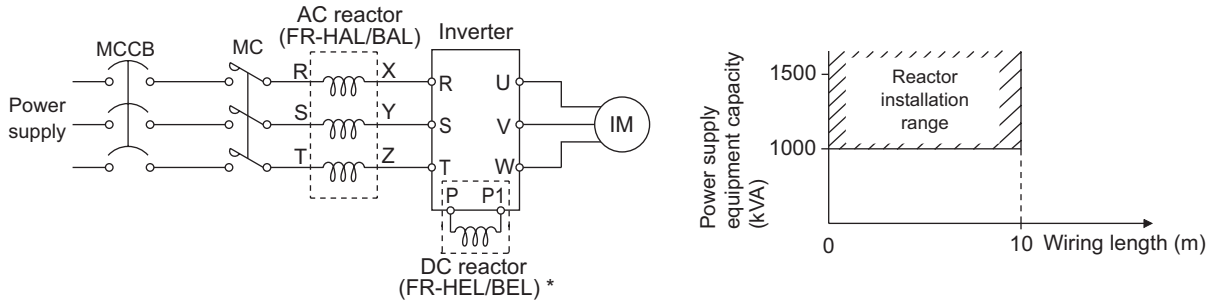 AC reactor
(FR-HAL/BAL)
Inverter
MCCB
MC
R
X
R
U
Power
supply
S
Y
S
V
IM
T
Z
T
W
P
P1
DC reactor
(FR-HEL/BEL) *
Power supply
equipment capacity
(kVA)
1500
1000
Reactor
installation
range
0
10
Wiring length (m)